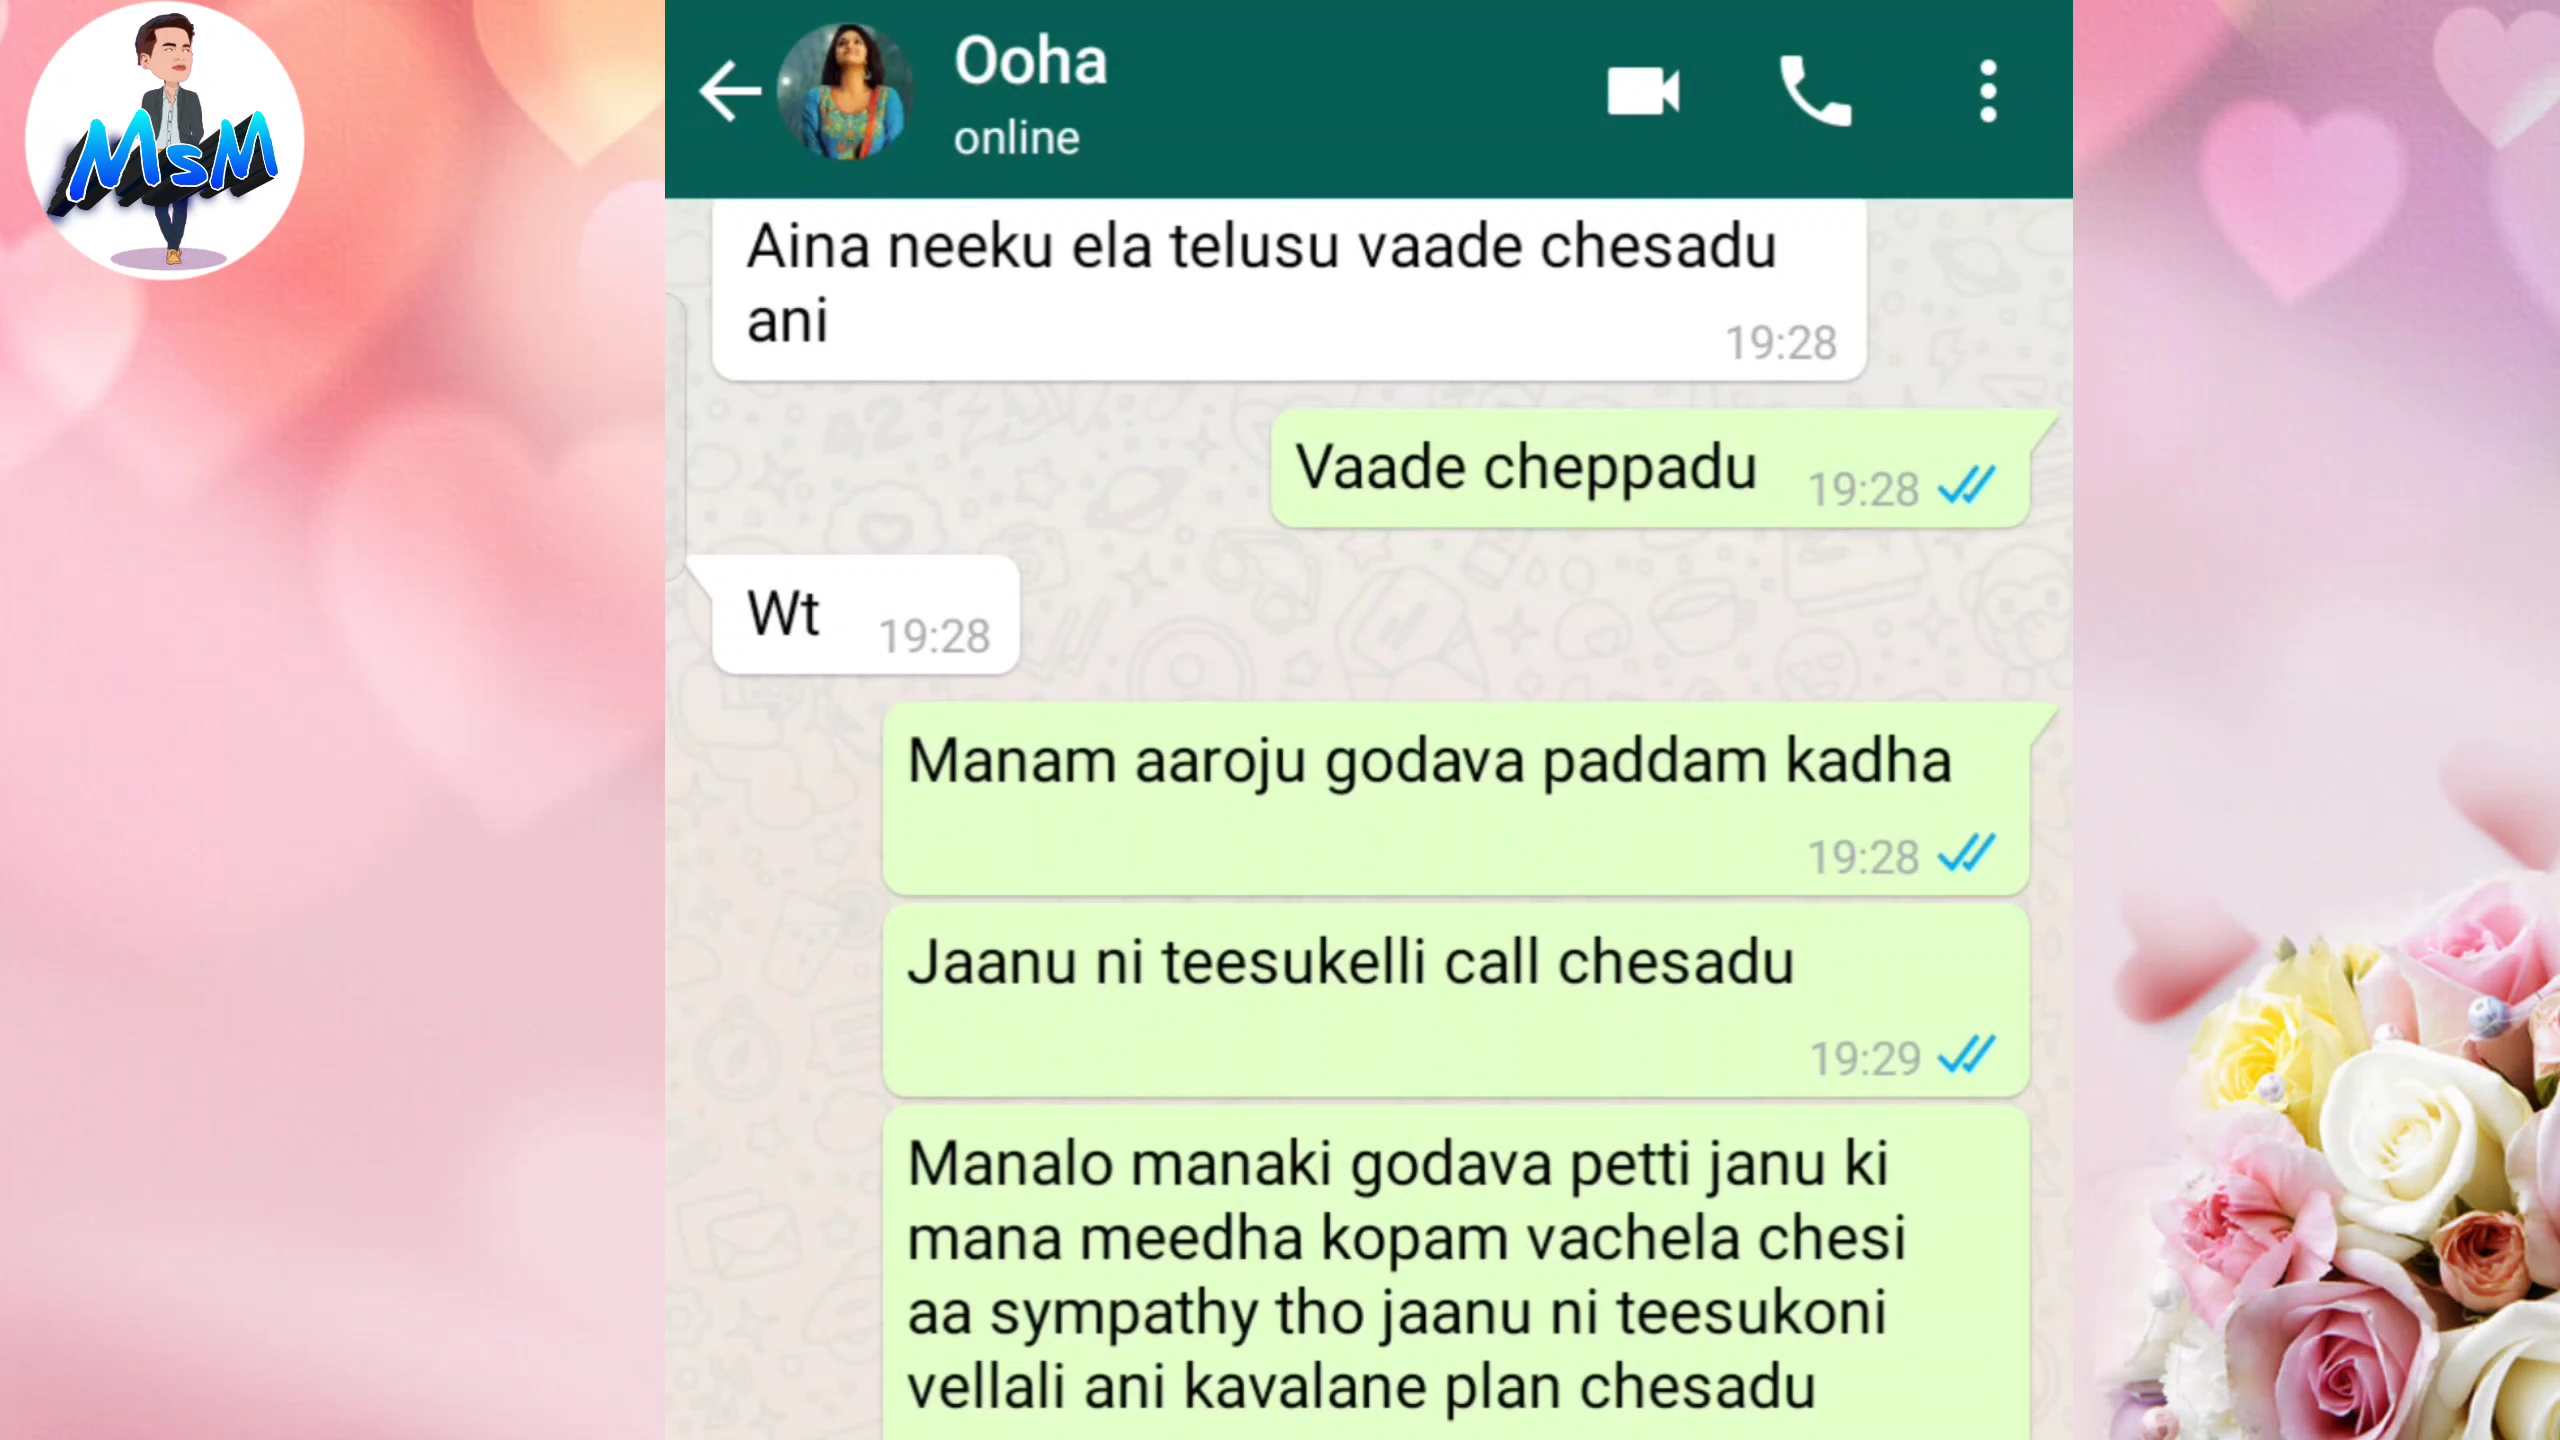 MsM
Ooha
online
Aina neeku ela telusu vaade chesadu
ani
19:28
Vaade cheppadu 19:28
Wt 19:28
Manam aaroju godava paddam kadha
19:28
Jaanu ni teesukelli call chesadu
19:29
Manalo manaki godava petti janu ki
mana meedha kopam vachela chesi
aa sympathy tho jaanu ni teesukoni
vellali ani kavalane plan chesadu